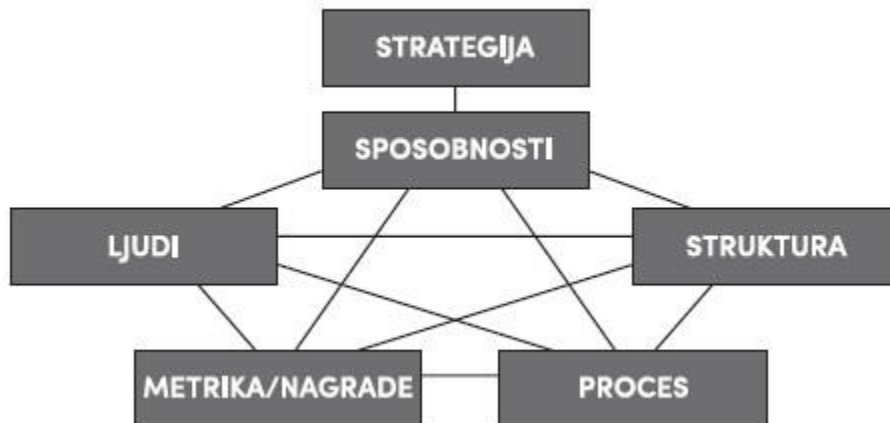 STRATEGIJA
SPOSOBNOSTI
LJUDI
STRUKTURA
METRIKA/NAGRADE
PROCES